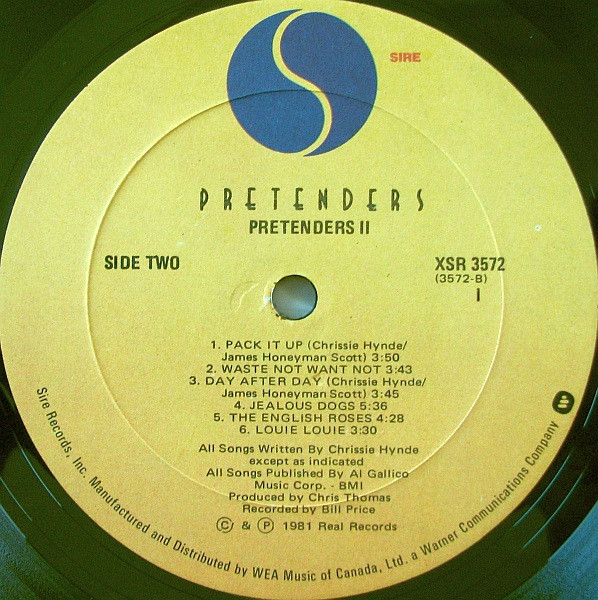 SIRE
PRETENDERS
PRETENDERS II
SIDE TWO
XSR 3572
(3572-B)
1
1. PACK IT UP (Chrissie Hynde/
James Honeyman Scott) 3:50
2. WASTE NOT WANT NOT 3:43
3. DAY AFTER DAY (Chrissie Hynde/
James Honeyman Scott) 3:45
4. JEALOUS DOGS 5:36
5. THE ENGLISH ROSES 4:28
6. LOUIE LOUIE 3:30
All Songs Written By Chrissie Hynde
except as indicated
All Songs Published By Al Gallico
Music Corp. - BMI
Produced by Chris Thomas
Recorded by Bill Price
© & ℗ 1981 Real Records
Sire Records, Inc. Manufactured and Distributed by WEA Music of Canada, Ltd. a Warner Communications Company